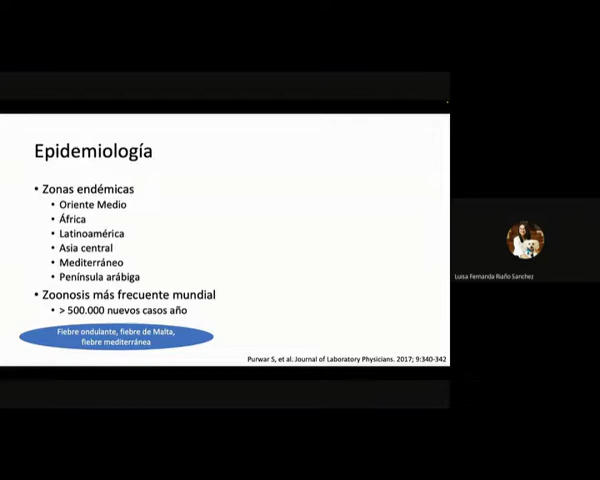 Epidemiología
• Zonas endémicas
• Oriente Medio
• África
• Latinoamérica
• Asia central
• Mediterráneo
• Península arábiga
• Zoonosis más frecuente mundial
• > 500.000 nuevos casos año
Fiebre ondulante, fiebre de Malta,
fiebre mediterránea
Purwar S, et al. Journal of Laboratory Physicians. 2017; 9:340-342
Luisa Fernanda Riaño Sanchez